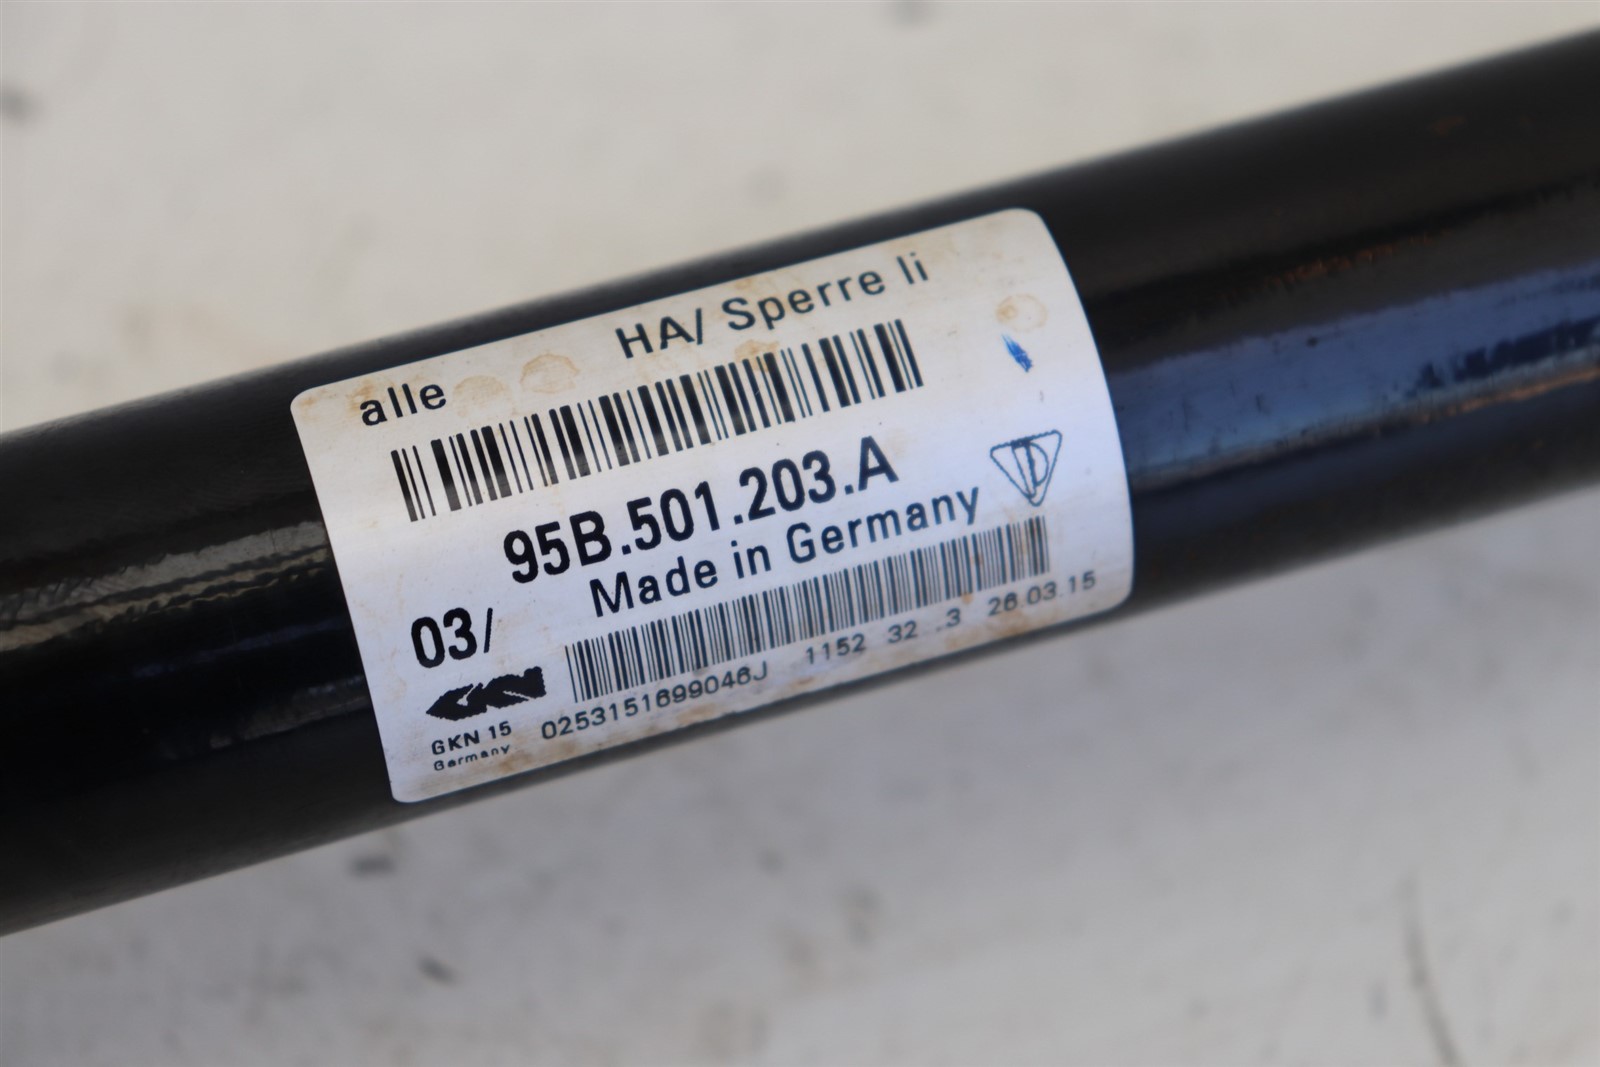 alle HA/ Sperre li
95B.501.203.A
Made in Germany
03/
GKN
GKN 15
Germany
0253151699046J 1152 32 .3 26.03.15